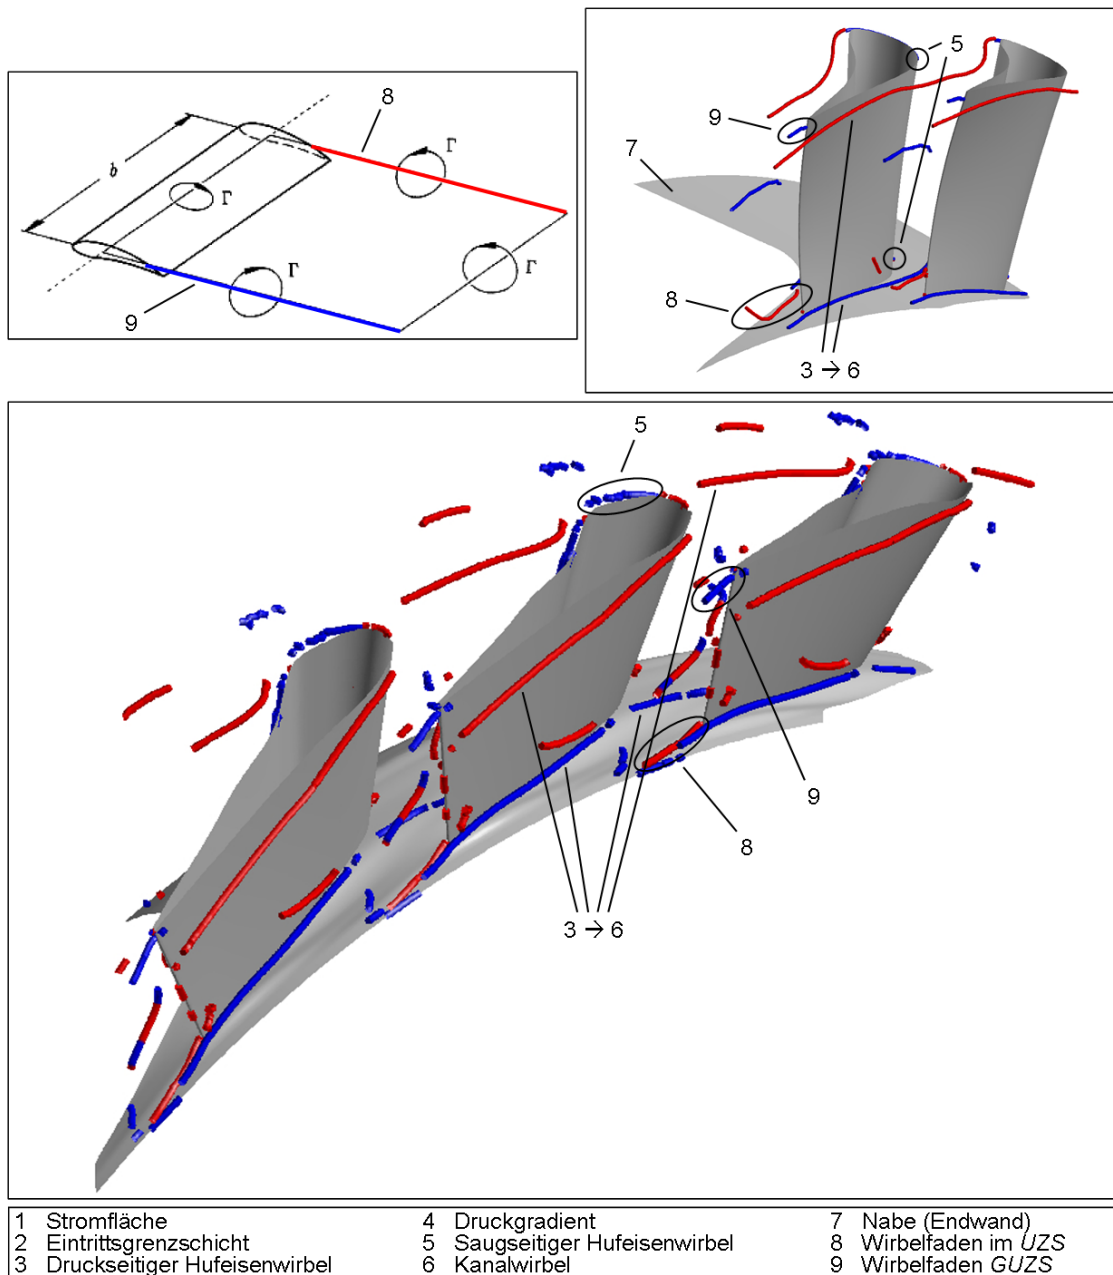 8
b
Γ
Γ
Γ
Γ
9
5
9
7
8
3 → 6
5
9
8
3 → 6
1 Stromfläche
2 Eintrittsgrenzschicht
3 Druckseitiger Hufeisenwirbel
4 Druckgradient
5 Saugseitiger Hufeisenwirbel
6 Kanalwirbel
7 Nabe (Endwand)
8 Wirbelfaden im UZS
9 Wirbelfaden GUZS